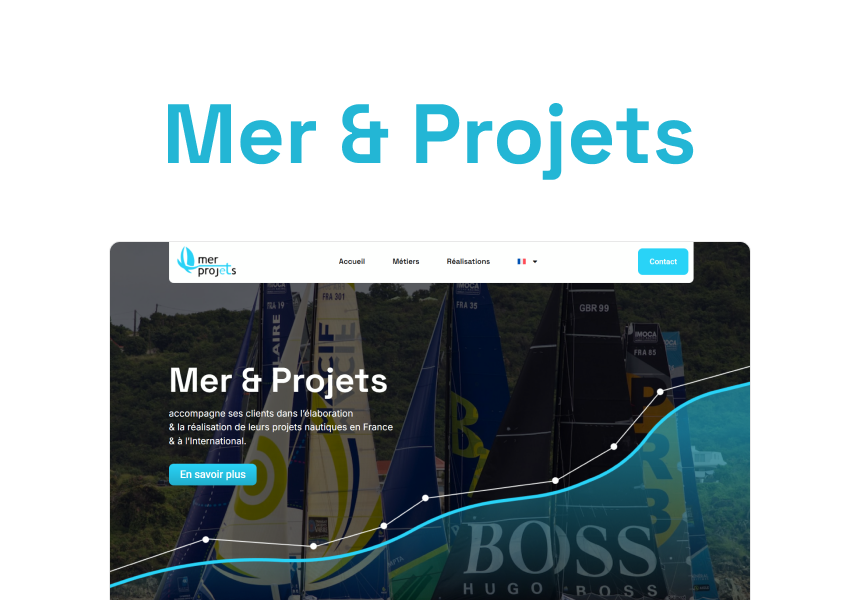 Mer & Projets
mer
projets
Accueil
Métiers
Réalisations
Contact
IMOCA
FRA 301
FRA 35
GBR 99
IMOCA
FRA 85
Mer & Projets
accompagne ses clients dans l'élaboration
& la réalisation de leurs projets nautiques en France
& à l'International.
En savoir plus
BOSS
HUGO BOSS